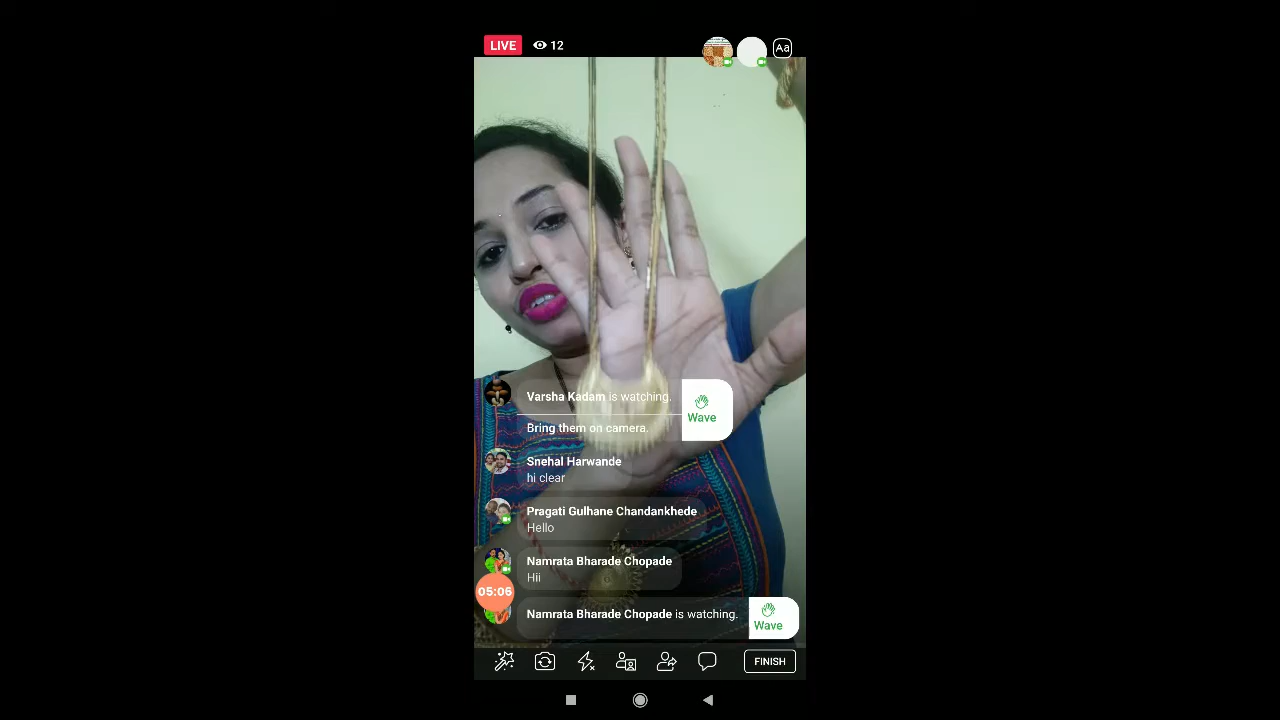 LIVE 12
Aa
Varsha Kadam is watching.
Wave
Bring them on camera.
Snehal Harwande
hi clear
Pragati Gulhane Chandankhede
Hello
Namrata Bharade Chopade
Hii
05:06
Namrata Bharade Chopade is watching.
Wave
FINISH